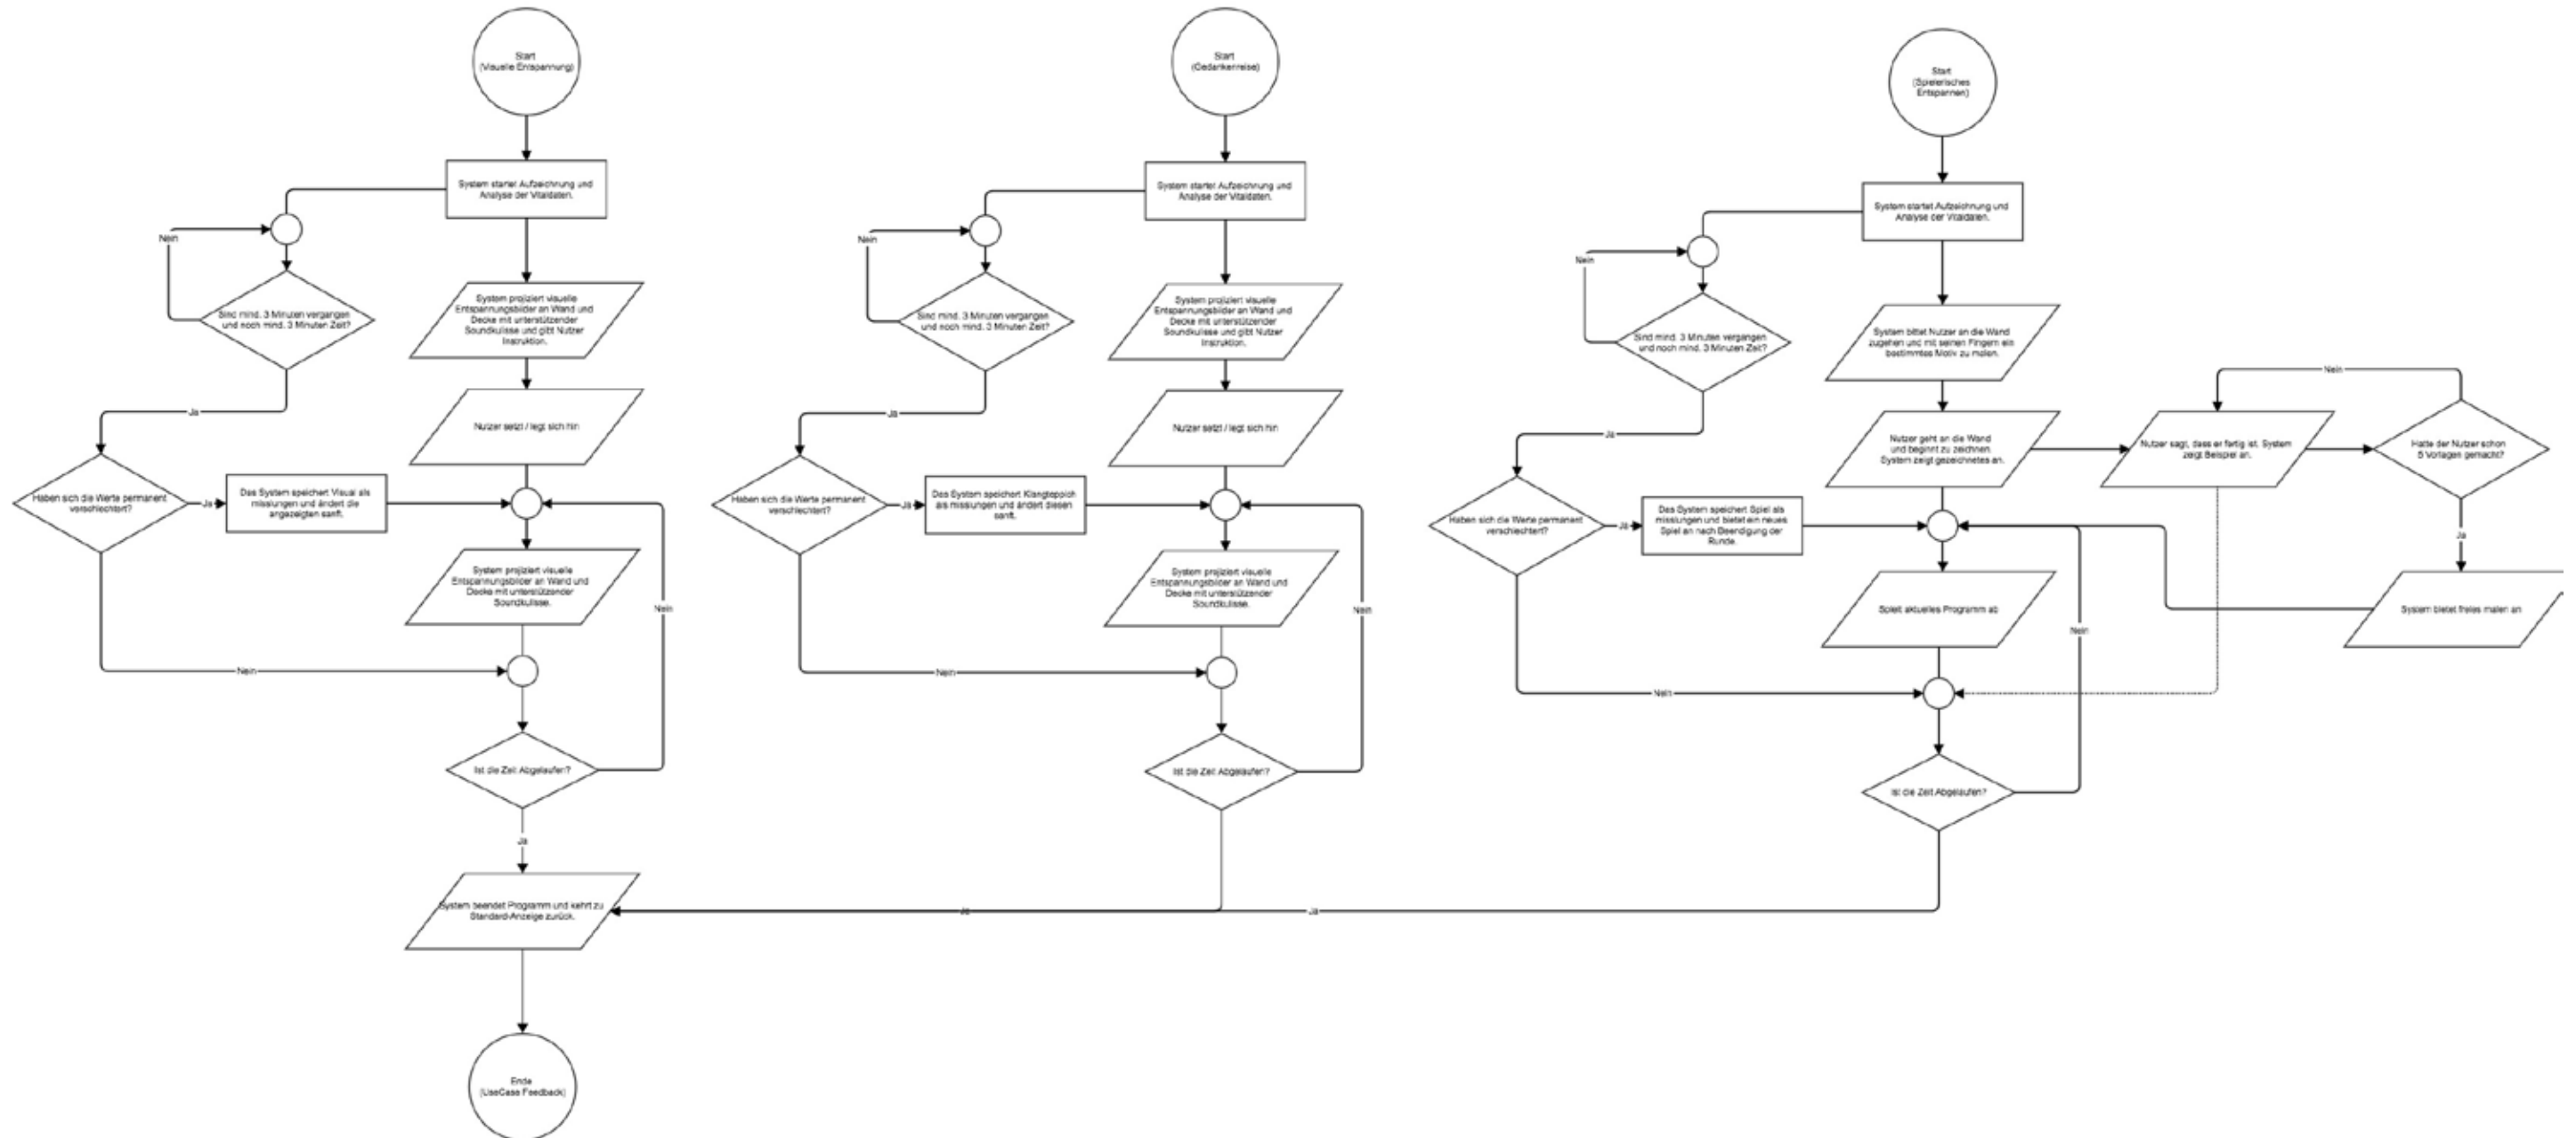 Start
(Visuelle Entspannung)
System startet Aufzeichnung und
Analyse der Vitaldaten.
Nein
Sind mind. 3 Minuten vergangen
und noch mind. 3 Minuten Zeit?
System projiziert visuelle
Entspannungsbilder an Wand und
Decke mit unterstützender
Soundkulisse und gibt Nutzer
Instruktion.
Ja
Nutzer setzt / legt sich hin
Haben sich die Werte permanent
verschlechtert?
Ja
Das System speichert Visual als
misslungen und ändert die
angezeigten sanft.
System projiziert visuelle
Entspannungsbilder an Wand und
Decke mit unterstützender
Soundkulisse.
Nein
Nein
Ist die Zeit Abgelaufen?
Ja
System beendet Programm und kehrt zu
Standard-Anzeige zurück.
Ende
(UseCase Feedback)
Start
(Gedankenreise)
System startet Aufzeichnung und
Analyse der Vitaldaten.
Nein
Sind mind. 3 Minuten vergangen
und noch mind. 3 Minuten Zeit?
System projiziert visuelle
Entspannungsbilder an Wand und
Decke mit unterstützender
Soundkulisse und gibt Nutzer
Instruktion.
Ja
Nutzer setzt / legt sich hin
Haben sich die Werte permanent
verschlechtert?
Ja
Das System speichert Klangteppich
als misslungen und ändert diesen
sanft.
System projiziert visuelle
Entspannungsbilder an Wand und
Decke mit unterstützender
Soundkulisse.
Nein
Nein
Ist die Zeit Abgelaufen?
Ja
Start
(Spielerisches
Entspannen)
System startet Aufzeichnung und
Analyse der Vitaldaten.
Nein
Sind mind. 3 Minuten vergangen
und noch mind. 3 Minuten Zeit?
System bittet Nutzer an die Wand
zugehen und mit seinen Fingern ein
bestimmtes Motiv zu malen.
Ja
Nutzer geht an die Wand
und beginnt zu zeichnen.
System zeigt gezeichnetes an.
Nutzer sagt, dass er fertig ist. System
zeigt Beispiel an.
Nein
Hatte der Nutzer schon
5 Vorlagen gemacht?
Ja
System bietet freies malen an
Haben sich die Werte permanent
verschlechtert?
Ja
Das System speichert Spiel als
misslungen und bietet ein neues
Spiel an nach Beendigung der
Runde.
Spielt aktuelles Programm ab
Nein
Nein
Ist die Zeit Abgelaufen?
Ja